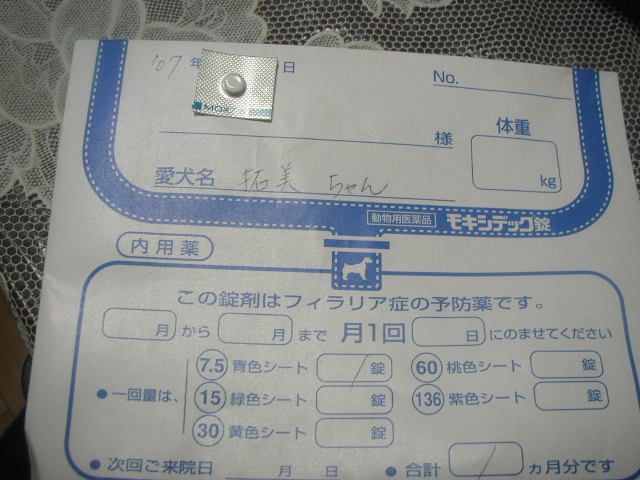 '07 年 日 No.
MOX
様 体重
kg
愛犬名 拓美 ちゃん
動物用医薬品 モキシデック錠
内用薬
この錠剤はフィラリア症の予防薬です。
月 から 月 まで 月1回 日 にのませてください
7.5 青色シート / 錠 60 桃色シート 錠
●一回量は、 15 緑色シート 錠 136 紫色シート 錠
30 黄色シート 錠
●次回ご来院日 月 日 ●合計 / ヵ月分です